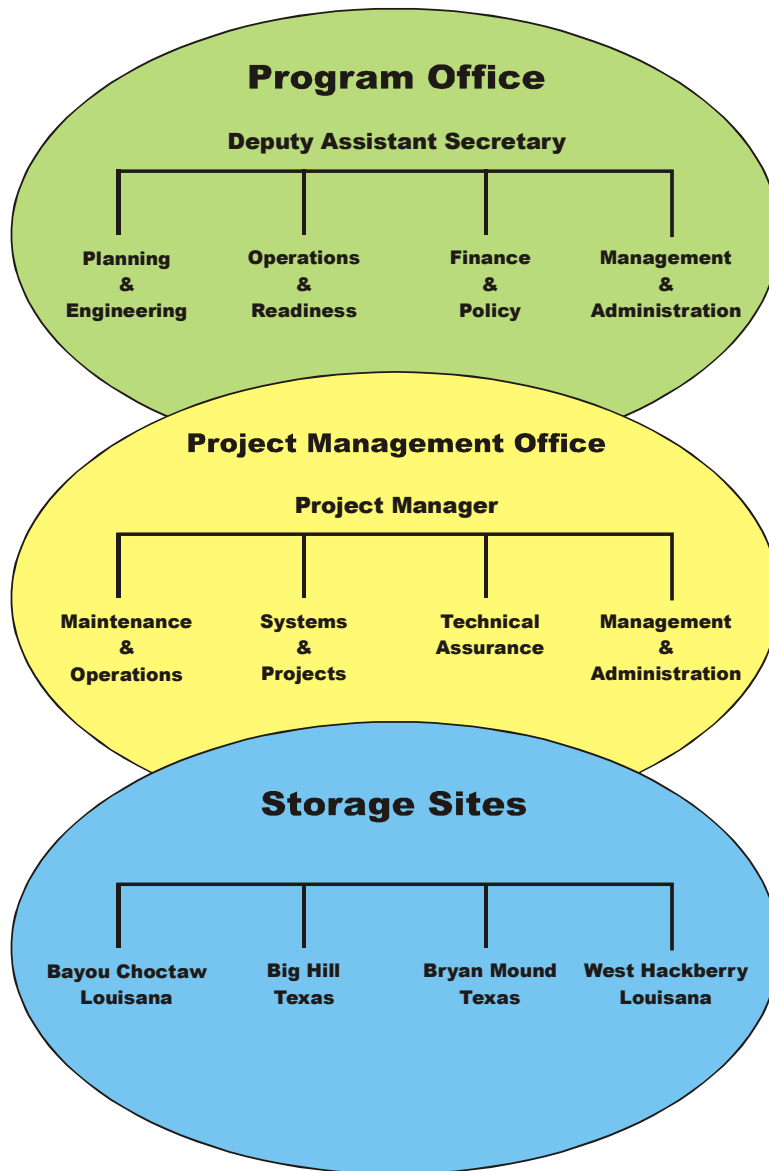 Program Office
Deputy Assistant Secretary
Planning
&
Engineering
Operations
&
Readiness
Finance
&
Policy
Management
&
Administration
Project Management Office
Project Manager
Maintenance
&
Operations
Systems
&
Projects
Technical
Assurance
Management
&
Administration
Storage Sites
Bayou Choctaw
Louisana
Big Hill
Texas
Bryan Mound
Texas
West Hackberry
Louisana